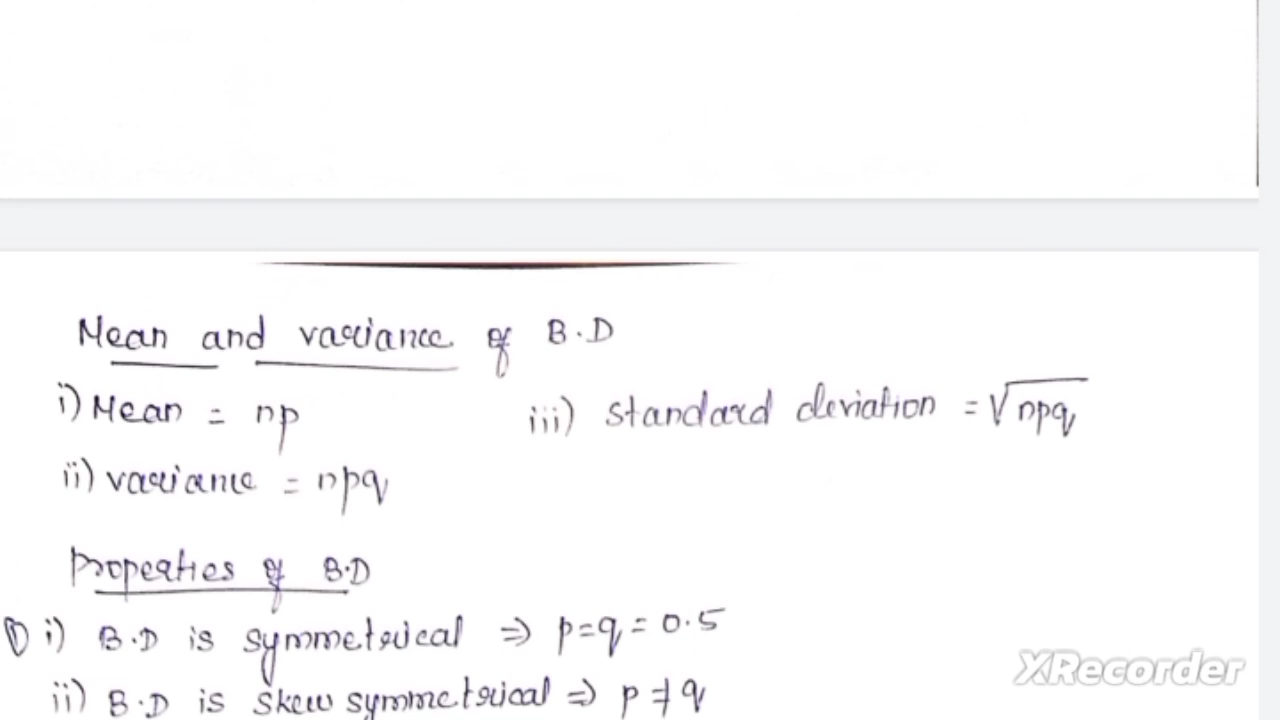 Mean and variance of B.D
i) Mean = np
iii) standard deviation = √npq
ii) variance = npq
Properties of B.D
① i) B.D is symmetrical ⇒ p=q = 0.5
ii) B.D is skew symmetrical ⇒ p ≠ q
XRecorder